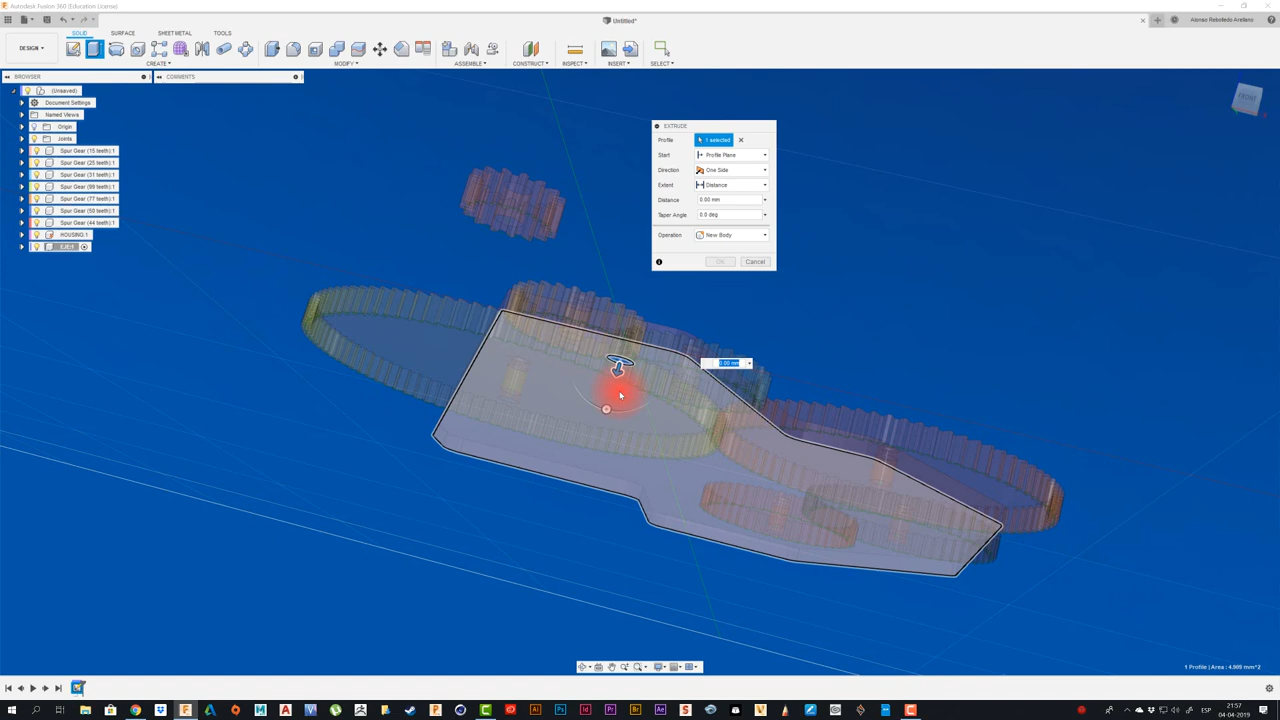 Autodesk Fusion 360 (Education License)
Untitled*
Alonso Rebolledo Arellano
DESIGN
SOLID
SURFACE
SHEET METAL
TOOLS
CREATE
MODIFY
ASSEMBLE
CONSTRUCT
INSPECT
INSERT
SELECT
BROWSER
COMMENTS
(Unsaved)
Document Settings
Named Views
Origin
Joints
Spur Gear (15 teeth):1
Spur Gear (25 teeth):1
Spur Gear (31 teeth):1
Spur Gear (99 teeth):1
Spur Gear (77 teeth):1
Spur Gear (50 teeth):1
Spur Gear (44 teeth):1
HOUSING:1
EJE:1
FRONT
EXTRUDE
Profile 1 selected
Start Profile Plane
Direction One Side
Extent Distance
Distance 0.00 mm
Taper Angle 0.0 deg
Operation New Body
OK Cancel
0.00 mm
1 Profile | Area : 4.909 mm^2
ESP
21:57
04-04-2019